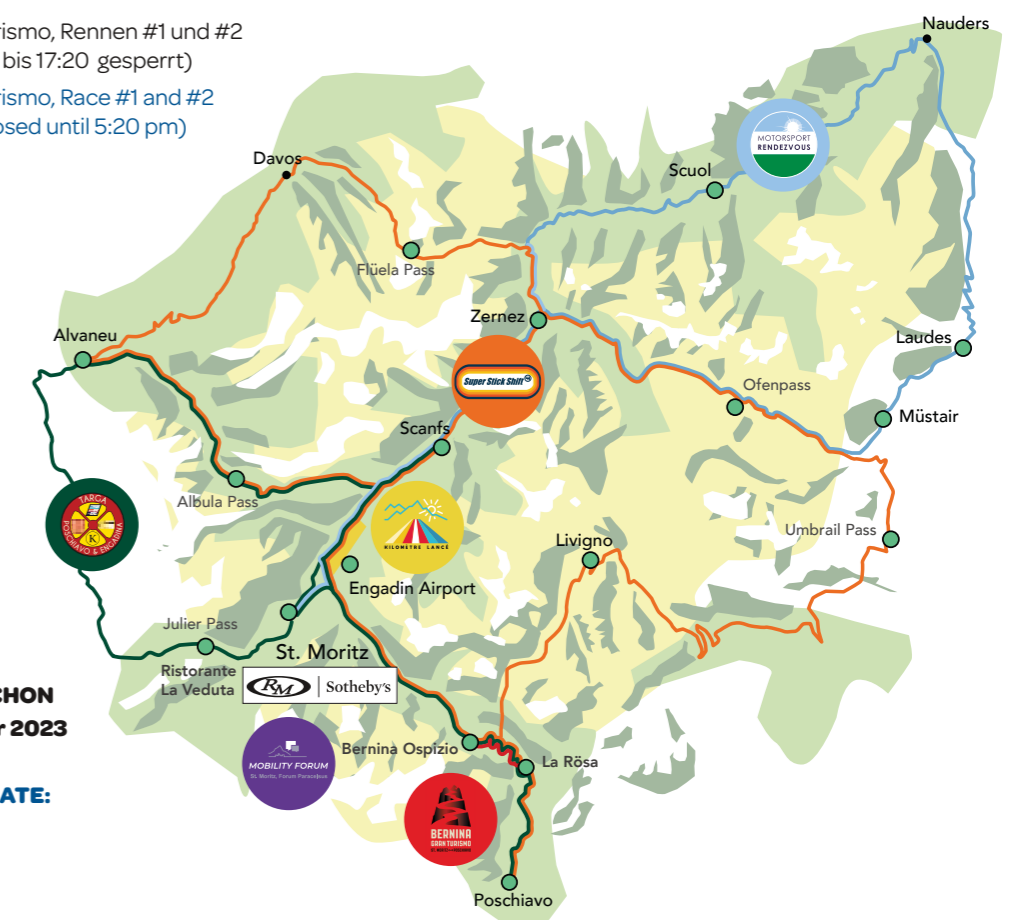 rismo, Rennen #1 und #2
bis 17:20 gesperrt)
rismo, Race #1 and #2
osed until 5:20 pm)
Nauders
MOTORSPORT
RENDEZVOUS
Scuol
Davos
Flüela Pass
Zernez
Alvaneu
Laudes
Super Stick Shift
Ofenpass
Müstair
Scanfs
Albula Pass
TARGA
POSCHIAVO & ENGADINA
K
KILOMETRE LANCÉ
Livigno
Umbrail Pass
Engadin Airport
Julier Pass
St. Moritz
Ristorante
La Veduta
RM | Sotheby's
CHON
r 2023
Bernina Ospizio
La Rösa
MOBILITY FORUM
St. Moritz, Forum Paracelsus
ATE:
BERNINA
GRAN TURISMO
Poschiavo